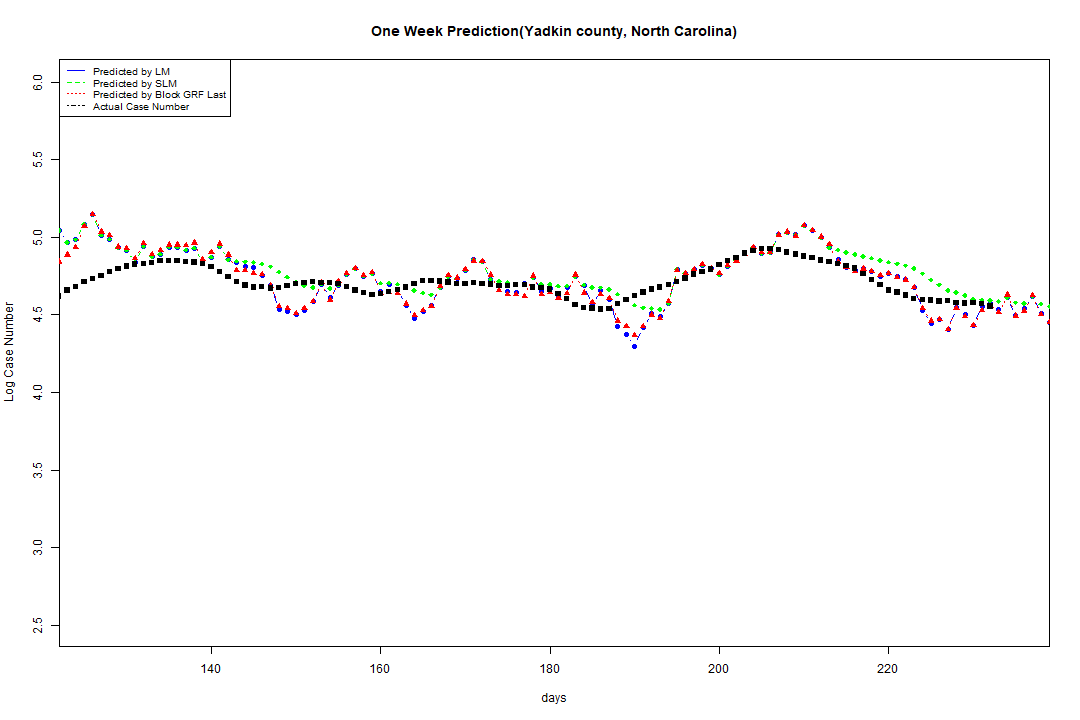 One Week Prediction(Yadkin county, North Carolina)
Predicted by LM
Predicted by SLM
Predicted by Block GRF Last
Actual Case Number
6.0
5.5
5.0
4.5
4.0
3.5
3.0
2.5
Log Case Number
140 160 180 200 220
days